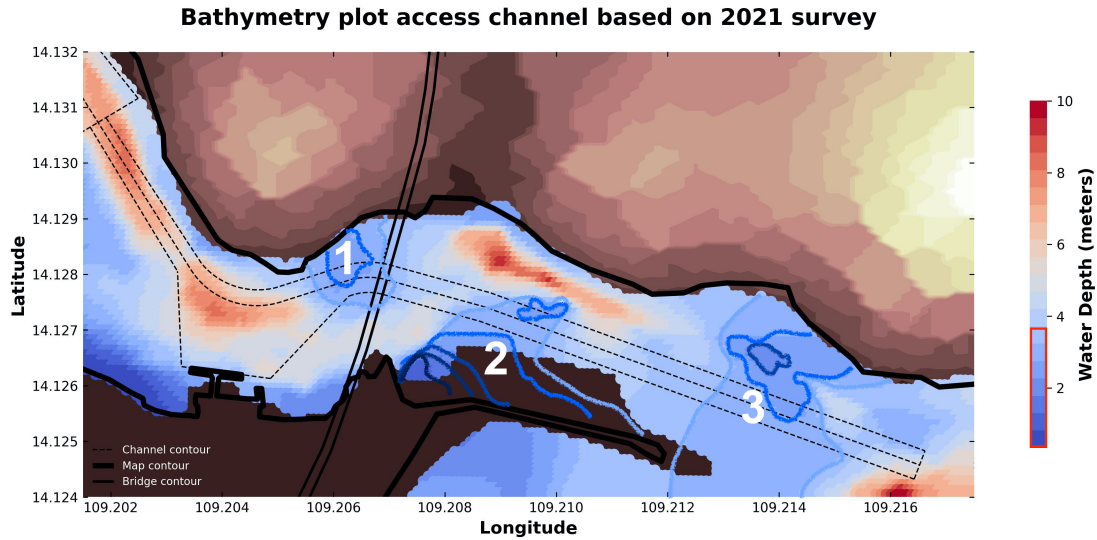 Bathymetry plot access channel based on 2021 survey
14.132
14.131
14.130
14.129
14.128
14.127
14.126
14.125
14.124
Latitude
1
2
3
Channel contour
Map contour
Bridge contour
109.202 109.204 109.206 109.208 109.210 109.212 109.214 109.216
Longitude
10
8
6
4
2
Water Depth (meters)